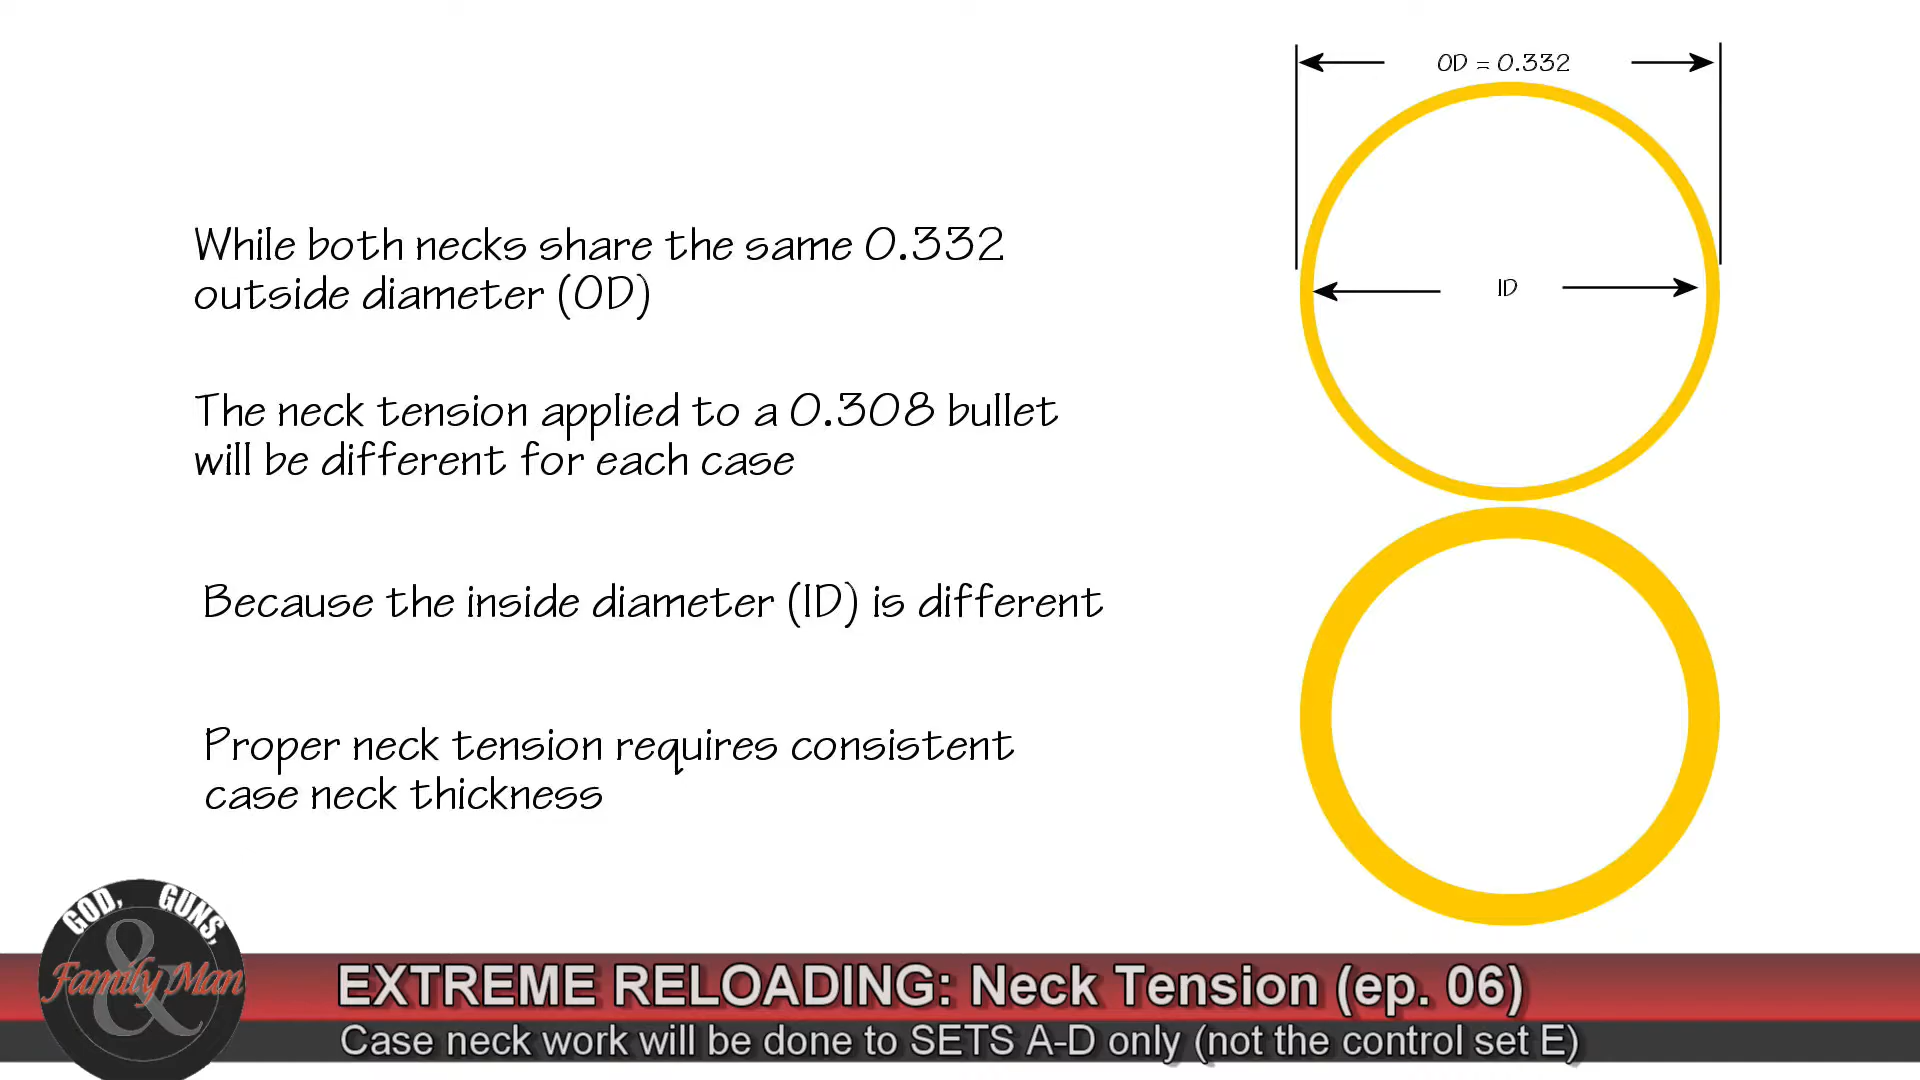 OD = 0.332
ID
While both necks share the same 0.332
outside diameter (OD)
The neck tension applied to a 0.308 bullet
will be different for each case
Because the inside diameter (ID) is different
Proper neck tension requires consistent
case neck thickness
GOD, GUNS,
&
Family Man
EXTREME RELOADING: Neck Tension (ep. 06)
Case neck work will be done to SETS A-D only (not the control set E)